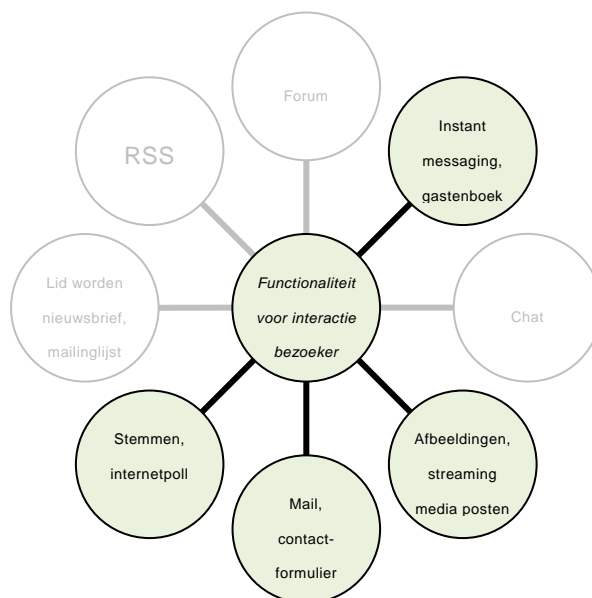 Forum
Instant
messaging,
gastenboek
RSS
Lid worden
nieuwsbrief,
mailinglijst
Functionaliteit
voor interactie
bezoeker
Chat
Stemmen,
internetpoll
Afbeeldingen,
streaming
media posten
Mail,
contact-
formulier